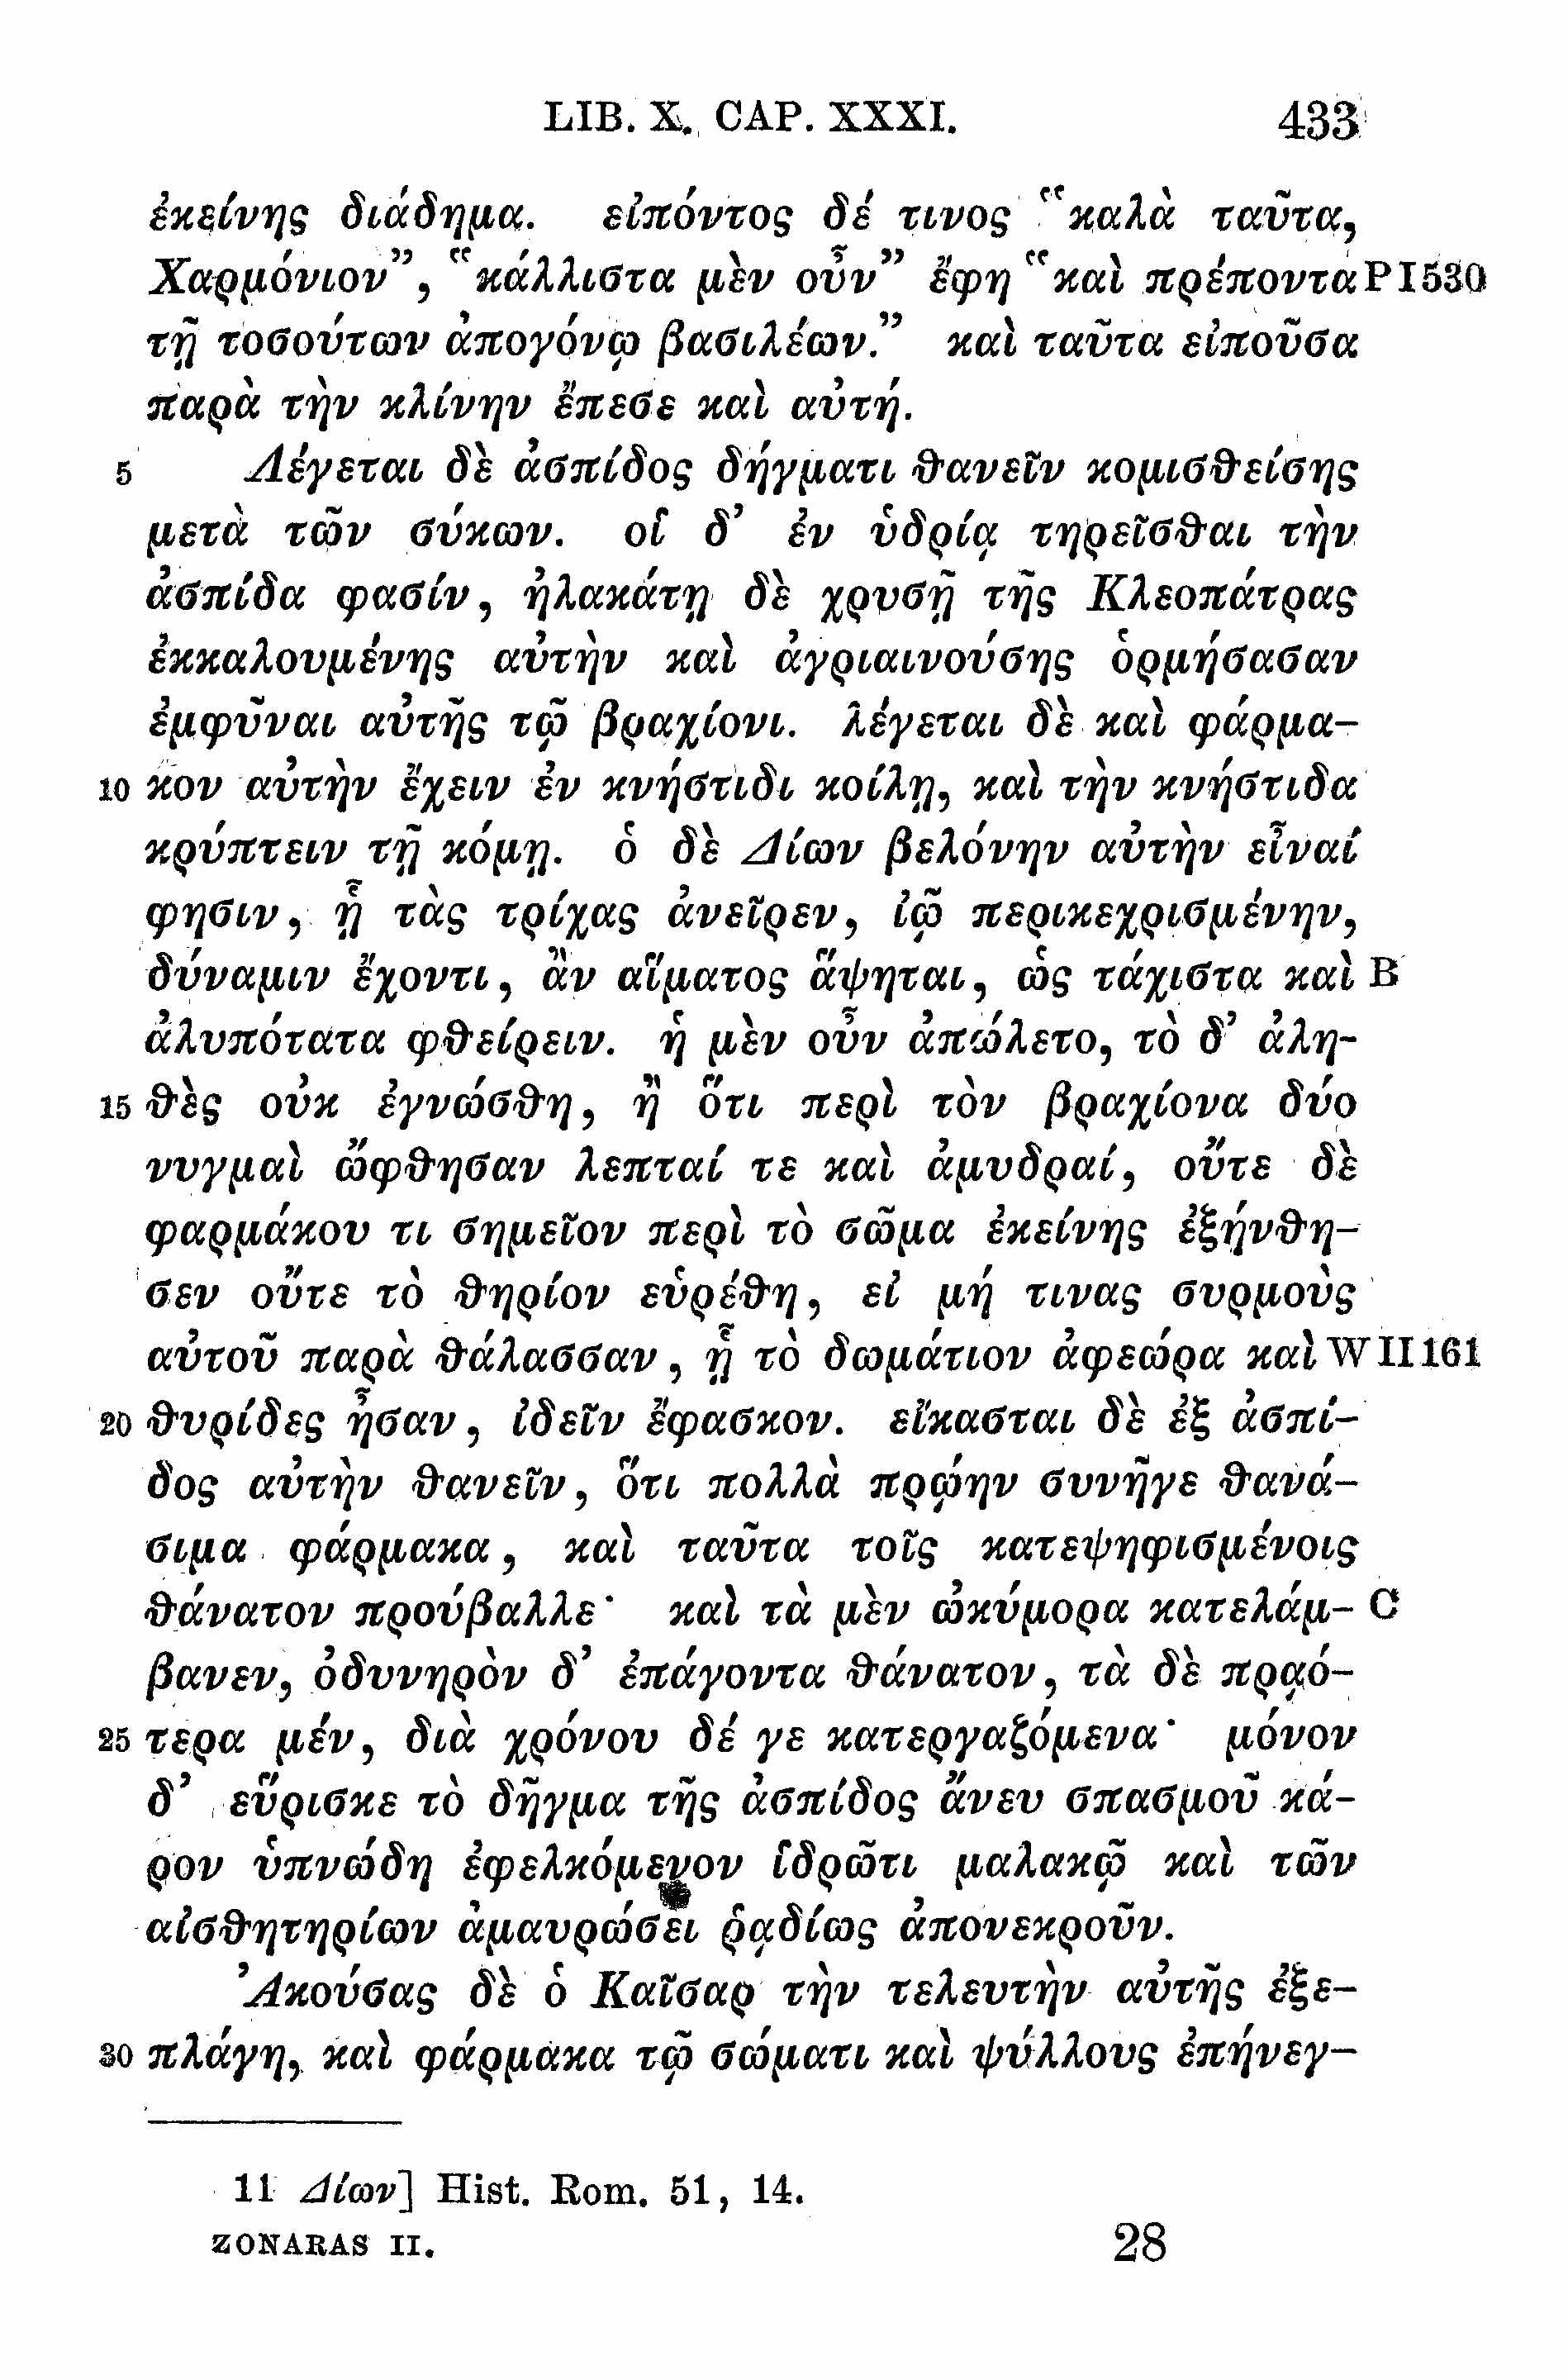 LIB. X. CAP. XXXI. 433
ἐκείνης διάδημα. εἰπόντος δέ τινος "καλὰ ταῦτα,
Χαρμόνιον", "κάλλιστα μὲν οὖν" ἔφη "καὶ πρέποντα P I 530
τῇ τοσούτων ἀπογόνῳ βασιλέων." καὶ ταῦτα εἰποῦσα
παρὰ τὴν κλίνην ἔπεσε καὶ αὐτή.
5 Λέγεται δὲ ἀσπίδος δήγματι θανεῖν κομισθείσης
μετὰ τῶν σύκων. οἱ δ' ἐν ὑδρίᾳ τηρεῖσθαι τὴν
ἀσπίδα φασίν, ἠλακάτῃ δὲ χρυσῇ τῆς Κλεοπάτρας
ἐκκαλουμένης αὐτὴν καὶ ἀγριαινούσης ὁρμήσασαν
ἐμφῦναι αὐτῆς τῷ βραχίονι. λέγεται δὲ καὶ φάρμα-
10 κον αὐτὴν ἔχειν ἐν κνήστιδι κοίλῃ, καὶ τὴν κνήστιδα
κρύπτειν τῇ κόμῃ. ὁ δὲ Δίων βελόνην αὐτὴν εἶναί
φησιν, ᾗ τὰς τρίχας ἀνεῖρεν, ἰῷ περικεχρισμένην,
δύναμιν ἔχοντι, ἂν αἵματος ἅψηται, ὡς τάχιστα καὶ B
ἀλυπότατα φθείρειν. ἡ μὲν οὖν ἀπώλετο, τὸ δ' ἀλη-
15 θὲς οὐκ ἐγνώσθη, ἢ ὅτι περὶ τὸν βραχίονα δύο
νυγμαὶ ὤφθησαν λεπταί τε καὶ ἀμυδραί, οὔτε δὲ
φαρμάκου τι σημεῖον περὶ τὸ σῶμα ἐκείνης ἐξήνθη-
σεν οὔτε τὸ θηρίον εὑρέθη, εἰ μή τινας συρμοὺς
αὐτοῦ παρὰ θάλασσαν, ᾗ τὸ δωμάτιον ἀφεώρα καὶ W II 161
20 θυρίδες ἦσαν, ἰδεῖν ἔφασκον. εἴκασται δὲ ἐξ ἀσπί-
δος αὐτὴν θανεῖν, ὅτι πολλὰ πρῴην συνῆγε θανά-
σιμα φάρμακα, καὶ ταῦτα τοῖς κατεψηφισμένοις
θάνατον προύβαλλε· καὶ τὰ μὲν ὠκύμορα κατελάμ- C
βανεν, ὀδυνηρὸν δ' ἐπάγοντα θάνατον, τὰ δὲ πρᾳό-
25 τερα μέν, διὰ χρόνου δέ γε κατεργαζόμενα· μόνον
δ' εὕρισκε τὸ δῆγμα τῆς ἀσπίδος ἄνευ σπασμοῦ κά-
ρον ὑπνώδη ἐφελκόμενον ἱδρῶτι μαλακῷ καὶ τῶν
αἰσθητηρίων ἀμαυρώσει ῥᾳδίως ἀπονεκροῦν.
Ἀκούσας δὲ ὁ Καῖσαρ τὴν τελευτὴν αὐτῆς ἐξε-
30 πλάγη, καὶ φάρμακα τῷ σώματι καὶ ψύλλους ἐπήνεγ-
11 Δίων] Hist. Rom. 51, 14.
ZONARAS II. 28